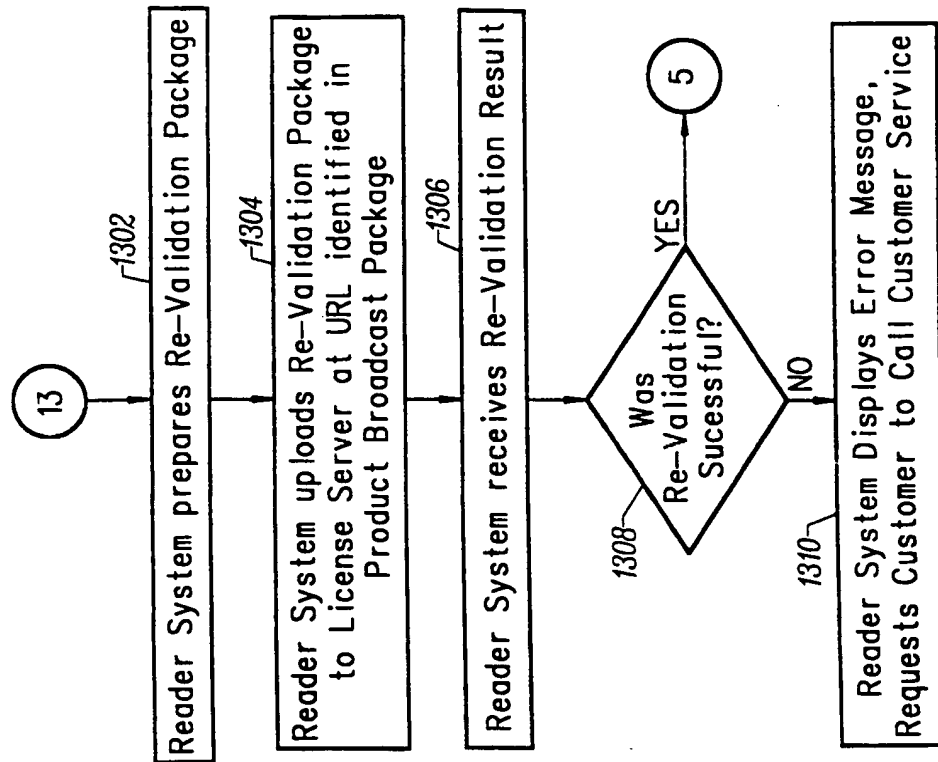 13
1302
Reader System prepares Re-Validation Package
1304
Reader System uploads Re-Validation Package
to License Server at URL identified in
Product Broadcast Package
1306
Reader System receives Re-Validation Result
1308
Was
Re-Validation
Sucessful?
YES
5
NO
1310
Reader System Displays Error Message,
Requests Customer to Call Customer Service